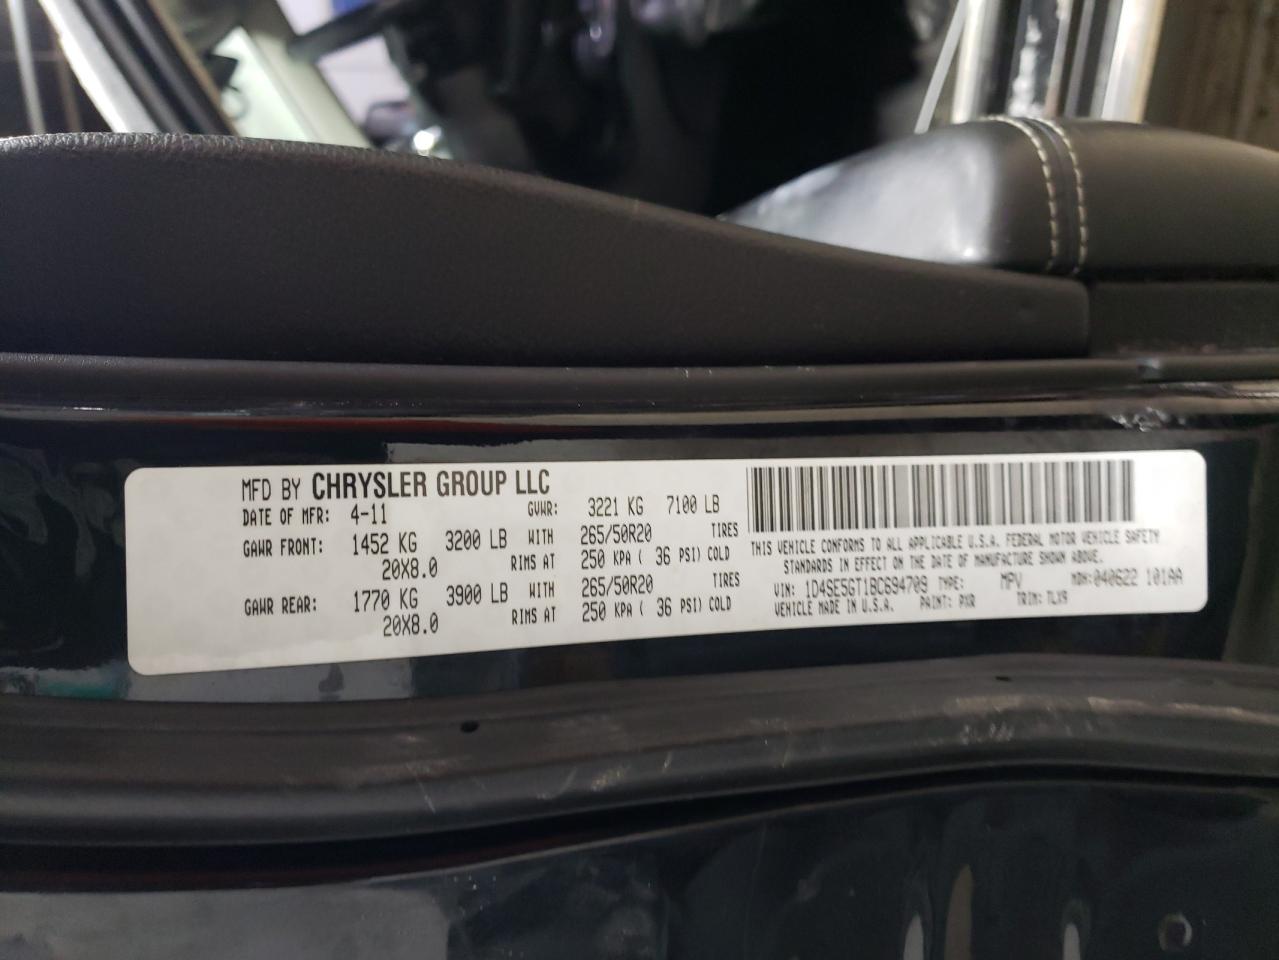 MFD BY CHRYSLER GROUP LLC
DATE OF MFR: 4-11 GVWR: 3221 KG 7100 LB
GAWR FRONT: 1452 KG 3200 LB WITH 265/50R20 TIRES
20X8.0 RIMS AT 250 KPA ( 36 PSI) COLD
GAWR REAR: 1770 KG 3900 LB WITH 265/50R20 TIRES
20X8.0 RIMS AT 250 KPA ( 36 PSI) COLD
THIS VEHICLE CONFORMS TO ALL APPLICABLE U.S.A. FEDERAL MOTOR VEHICLE SAFETY
STANDARDS IN EFFECT ON THE DATE OF MANUFACTURE SHOWN ABOVE.
VIN: 1D4SE5GT1BC694709 TYPE: MPV MDH: 040622 101AA
VEHICLE MADE IN U.S.A. PAINT: PXR TRIM: TLX9